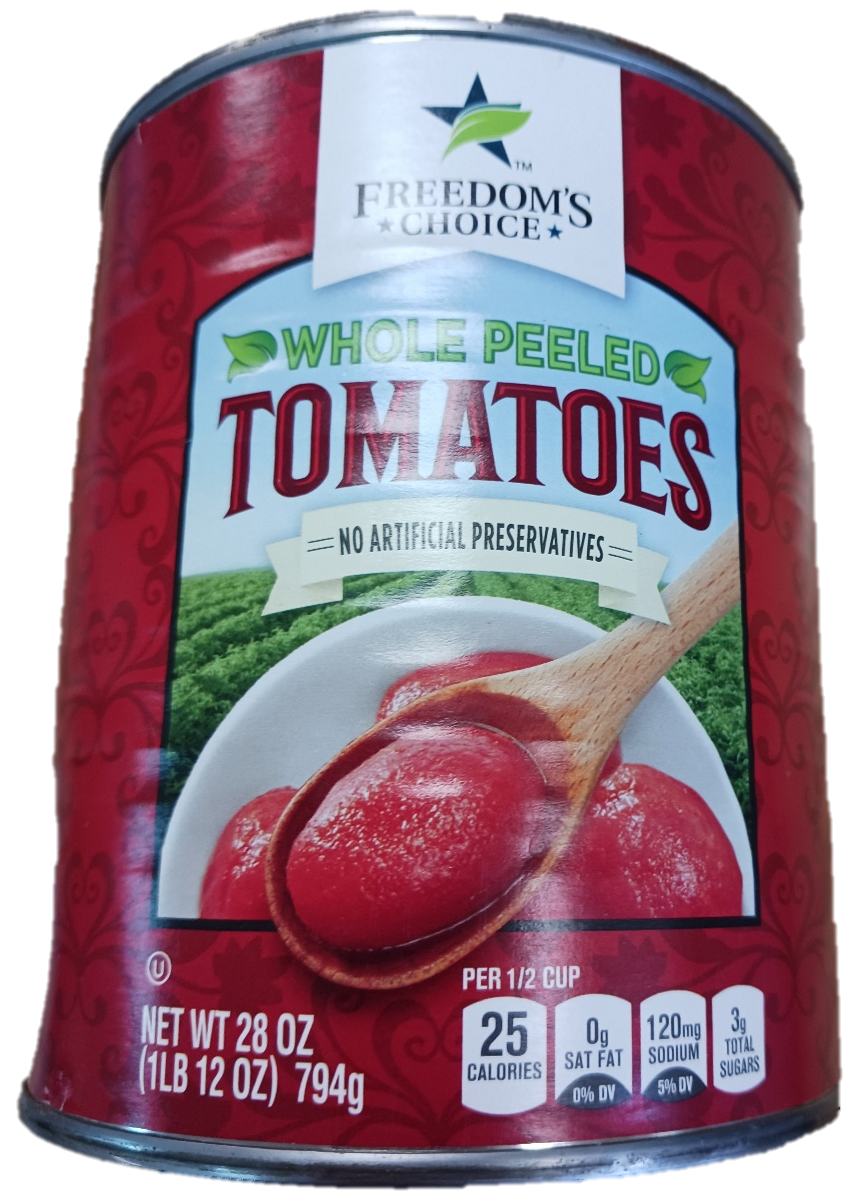 ™
FREEDOM'S
★CHOICE★
WHOLE PEELED
TOMATOES
NO ARTIFICIAL PRESERVATIVES
U
NET WT 28 OZ
(1LB 12 OZ) 794g
PER 1/2 CUP
25
CALORIES
0g
SAT FAT
0% DV
120mg
SODIUM
5% DV
3g
TOTAL
SUGARS